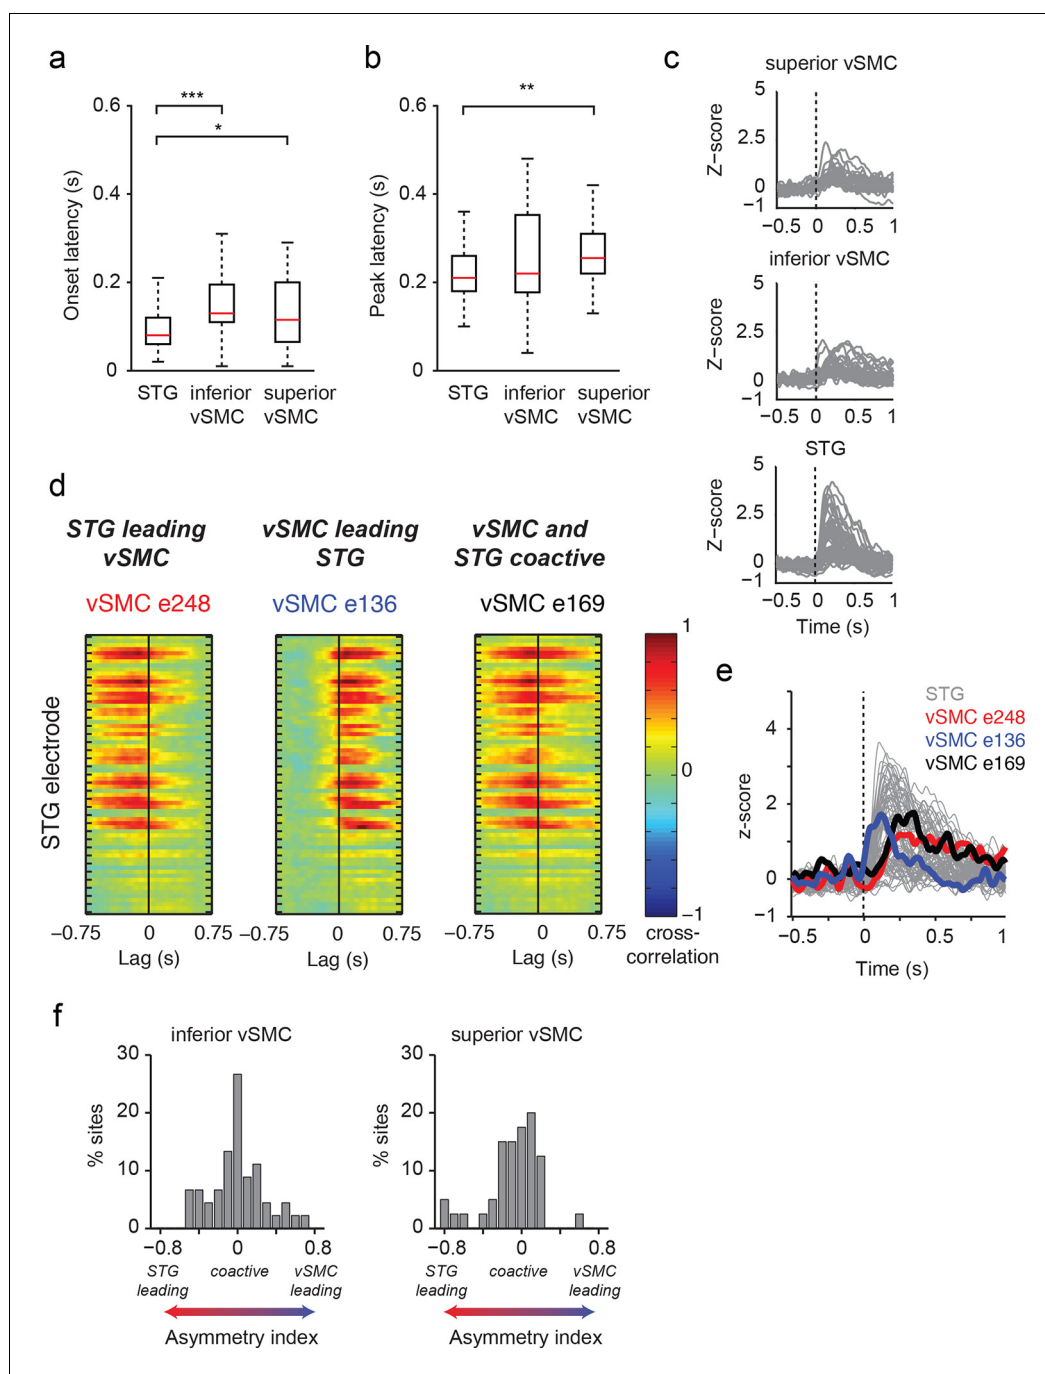 a
0.6
0.4
0.2
0
Onset latency (s)
***
*
STG
inferior
vSMC
superior
vSMC
b
0.6
0.4
0.2
0
Peak latency (s)
**
STG
inferior
vSMC
superior
vSMC
c
superior vSMC
Z−score
5
2.5
0
−1
−0.5 0 0.5 1
inferior vSMC
Z−score
5
2.5
0
−1
−0.5 0 0.5 1
STG
Z−score
5
2.5
0
−1
−0.5 0 0.5 1
Time (s)
d
STG leading
vSMC
vSMC leading
STG
vSMC and
STG coactive
vSMC e248
vSMC e136
vSMC e169
STG electrode
−0.75 0 0.75
Lag (s)
−0.75 0 0.75
Lag (s)
−0.75 0 0.75
Lag (s)
1
0
−1
cross-
correlation
e
STG
vSMC e248
vSMC e136
vSMC e169
z-score
4
2
0
−1
−0.5 0 0.5 1
Time (s)
f
inferior vSMC
% sites
30
20
10
0
−0.8 0 0.8
STG
leading
coactive
vSMC
leading
Asymmetry index
superior vSMC
% sites
30
20
10
0
−0.8 0 0.8
STG
leading
coactive
vSMC
leading
Asymmetry index